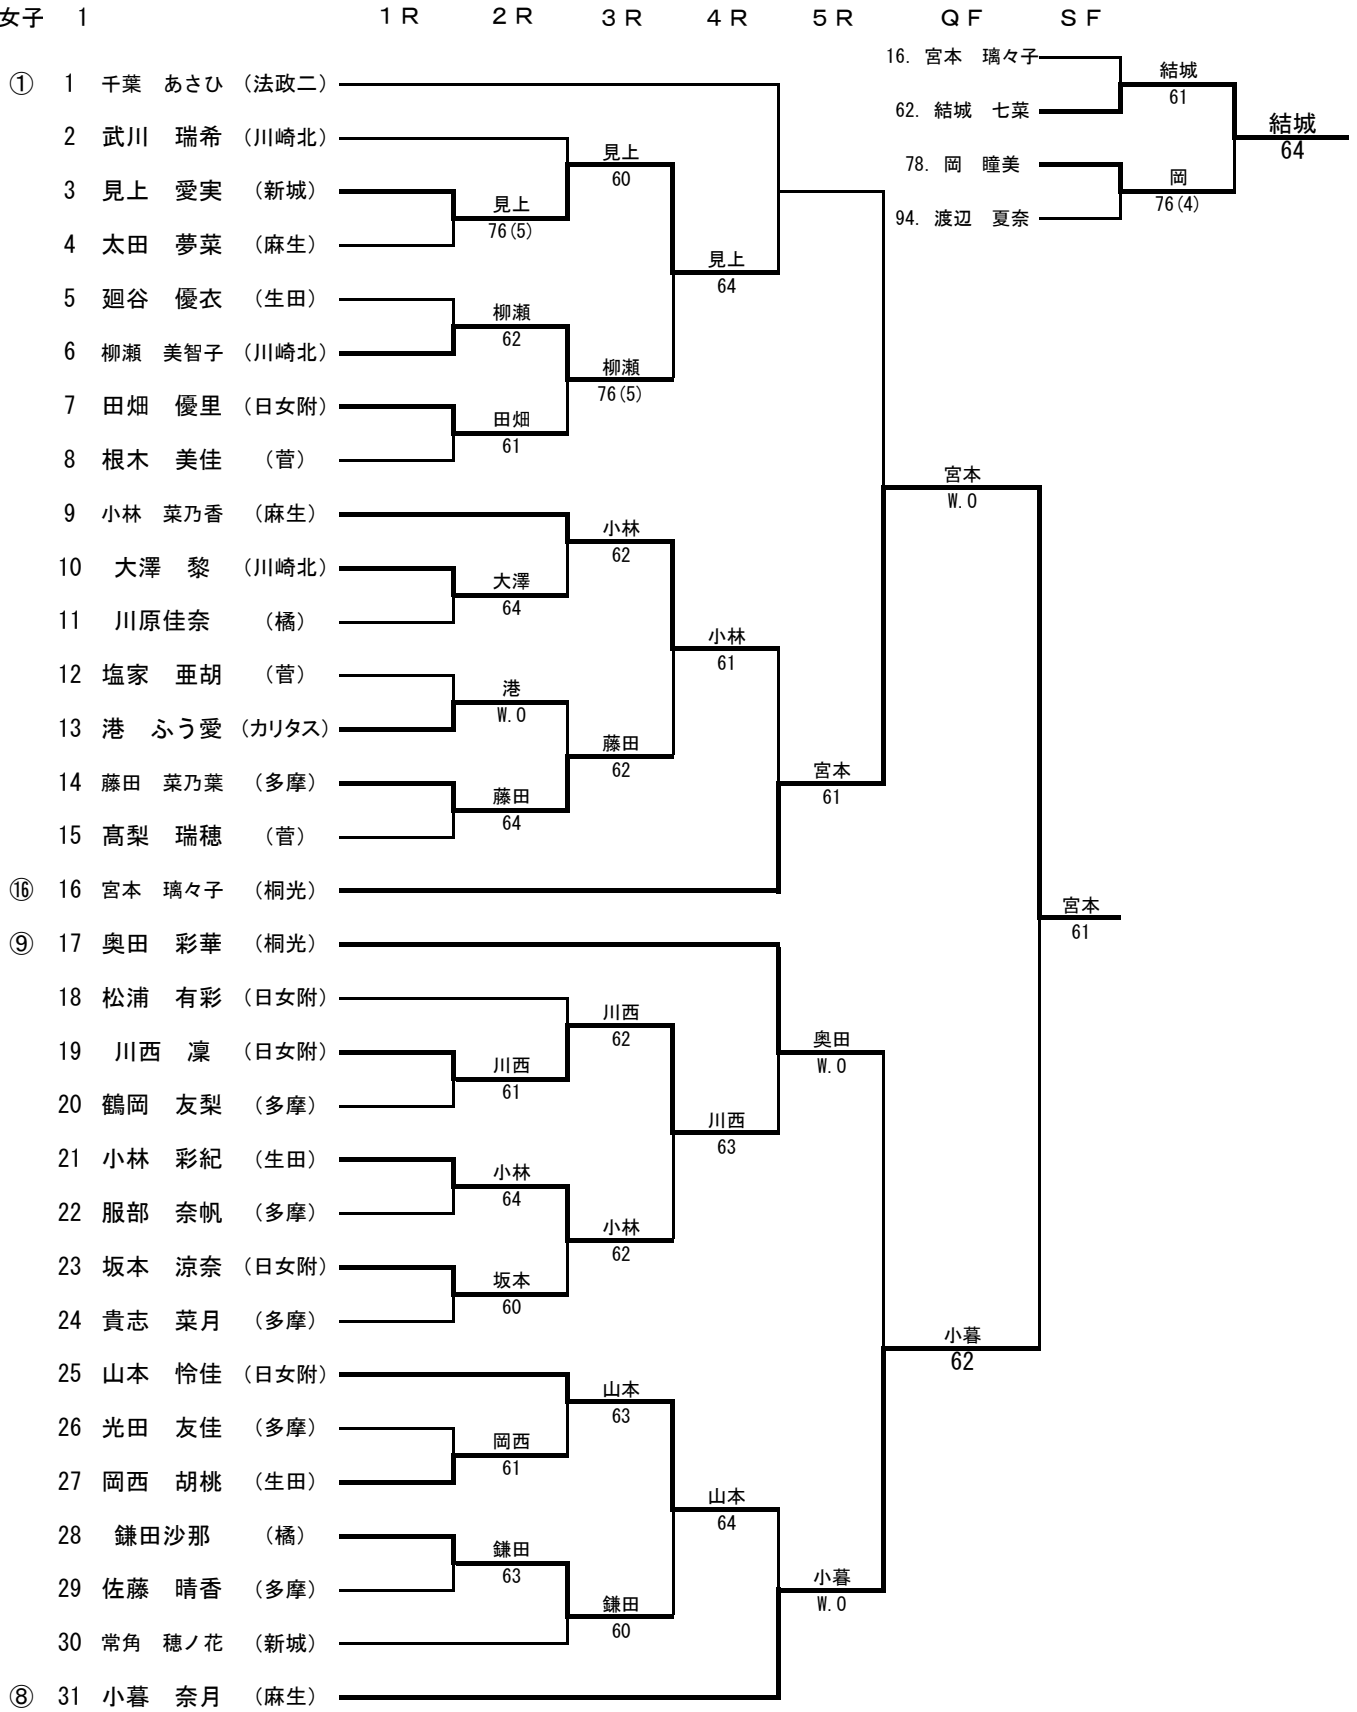 女子 1 1R 2R 3R 4R 5R QF SF
16. 宮本 璃々子
結城
① 1 千葉 あさひ (法政二)
61
62. 結城 七菜
結城
2 武川 瑞希 (川崎北)
64
見上
60
78. 岡 瞳美
岡
3 見上 愛実 (新城)
見上
76(4)
76(5)
94. 渡辺 夏奈
4 太田 夢菜 (麻生)
見上
64
5 廻谷 優衣 (生田)
柳瀬
62
6 柳瀬 美智子 (川崎北)
柳瀬
76(5)
7 田畑 優里 (日女附)
田畑
61
8 根木 美佳 (菅)
宮本
W.O
9 小林 菜乃香 (麻生)
小林
62
10 大澤 黎 (川崎北)
大澤
64
11 川原佳奈 (橘)
小林
61
12 塩家 亜胡 (菅)
港
W.O
13 港 ふう愛 (カリタス)
藤田
62
14 藤田 菜乃葉 (多摩)
宮本
61
藤田
64
15 髙梨 瑞穂 (菅)
⑯ 16 宮本 璃々子 (桐光)
宮本
61
⑨ 17 奥田 彩華 (桐光)
18 松浦 有彩 (日女附)
川西
62
奥田
W.O
19 川西 凜 (日女附)
川西
61
20 鶴岡 友梨 (多摩)
川西
63
21 小林 彩紀 (生田)
小林
64
22 服部 奈帆 (多摩)
小林
62
23 坂本 涼奈 (日女附)
坂本
60
24 貴志 菜月 (多摩)
小暮
62
25 山本 怜佳 (日女附)
山本
63
26 光田 友佳 (多摩)
岡西
61
27 岡西 胡桃 (生田)
山本
64
28 鎌田沙那 (橘)
鎌田
63
29 佐藤 晴香 (多摩)
小暮
W.O
鎌田
60
30 常角 穂ノ花 (新城)
⑧ 31 小暮 奈月 (麻生)